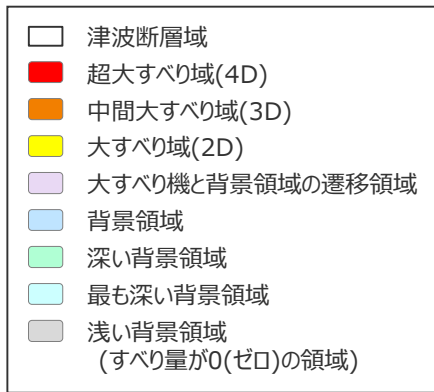 津波断層域
超大すべり域(4D)
中間大すべり域(3D)
大すべり域(2D)
大すべり機と背景領域の遷移領域
背景領域
深い背景領域
最も深い背景領域
浅い背景領域
(すべり量が0(ゼロ)の領域)